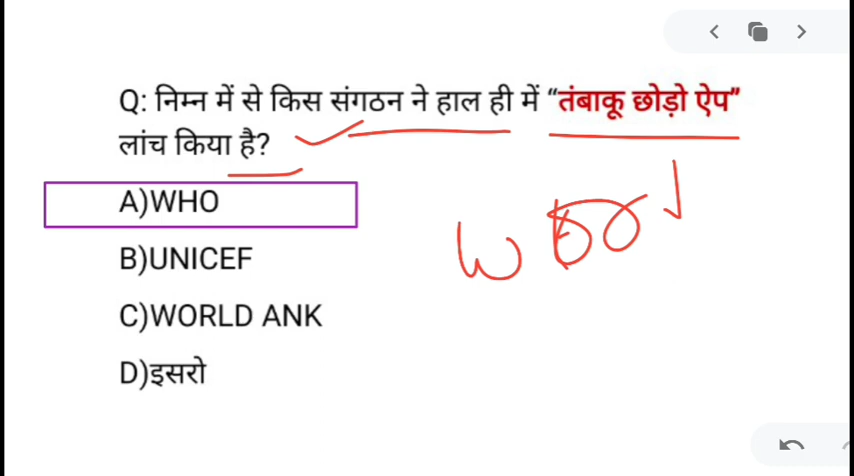 Q: निम्न में से किस संगठन ने हाल ही में “तंबाकू छोड़ो ऐप”
लांच किया है?
A)WHO
B)UNICEF
C)WORLD ANK
D)इसरो